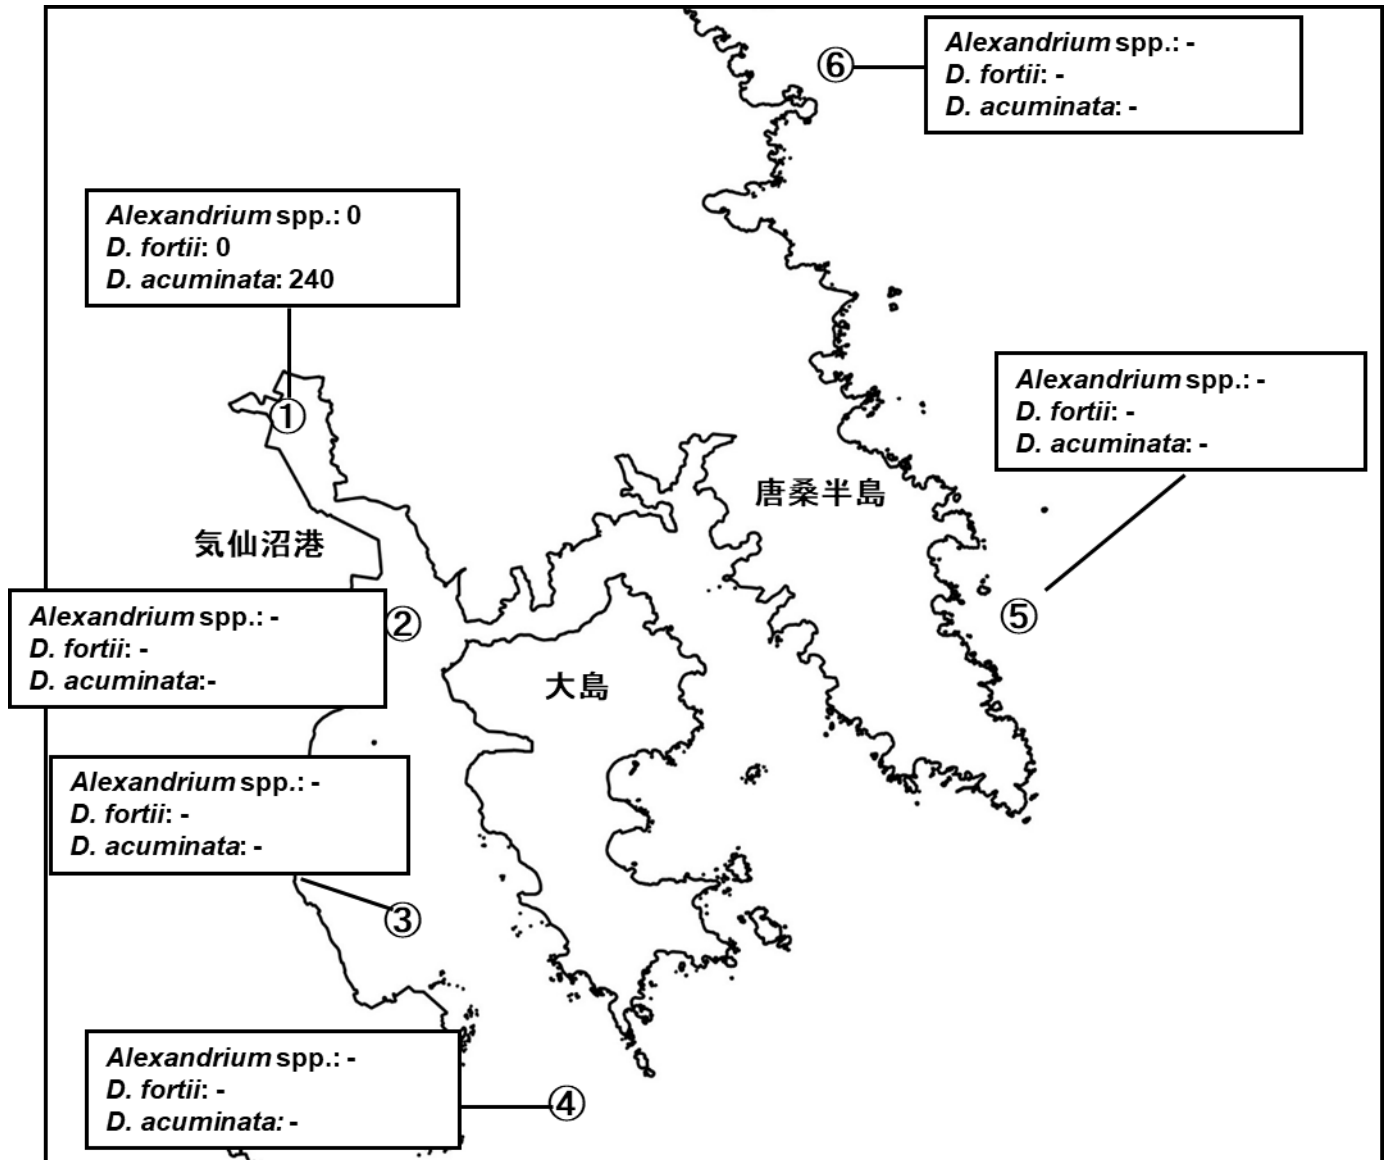 Alexandrium spp.: -
D. fortii: -
D. acuminata: -
⑥
Alexandrium spp.: 0
D. fortii: 0
D. acuminata: 240
①
Alexandrium spp.: -
D. fortii: -
D. acuminata: -
⑤
唐桑半島
気仙沼港
Alexandrium spp.: -
D. fortii: -
D. acuminata:-
②
大島
Alexandrium spp.: -
D. fortii: -
D. acuminata: -
③
Alexandrium spp.: -
D. fortii: -
D. acuminata: -
④